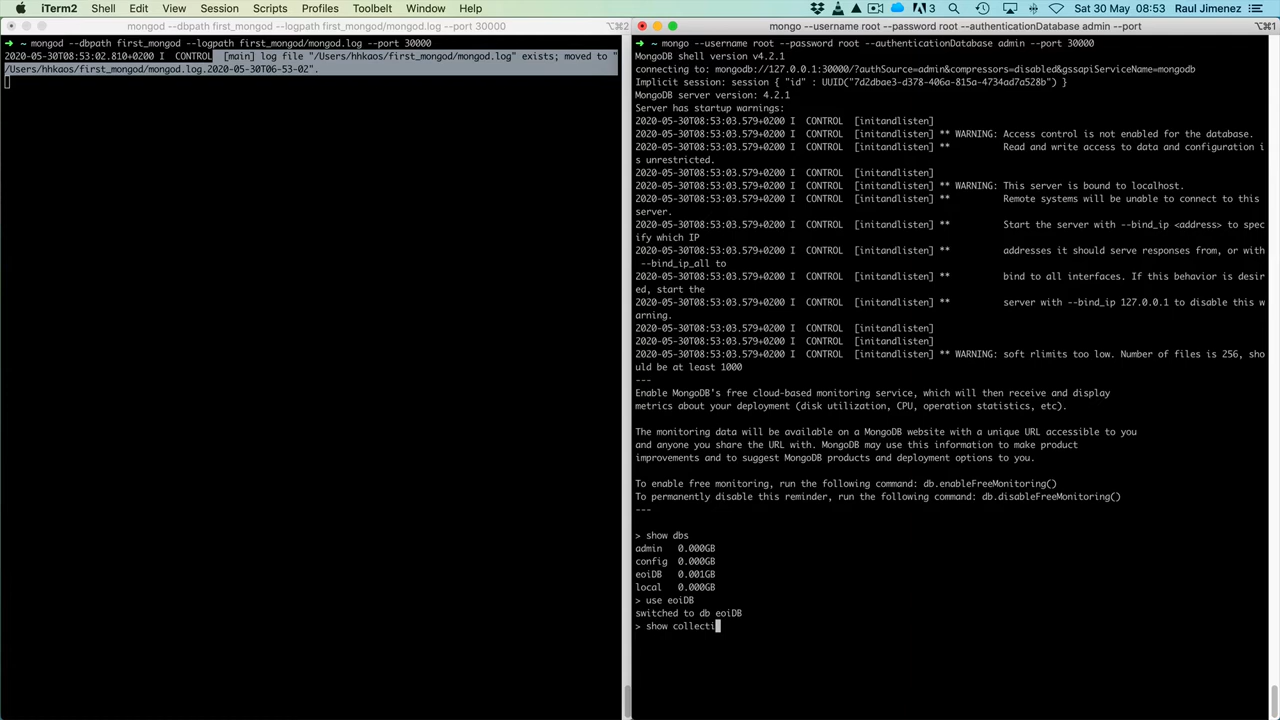 iTerm2 Shell Edit View Session Scripts Profiles Toolbelt Window Help
3 Sat 30 May 08:53 Raul Jimenez
mongod --dbpath first_mongod --logpath first_mongod/mongod.log --port 30000 ⌥⌘2
➜ ~ mongod --dbpath first_mongod --logpath first_mongod/mongod.log --port 30000
2020-05-30T08:53:02.810+0200 I CONTROL [main] log file "/Users/hhkaos/first_mongod/mongod.log" exists; moved to "
/Users/hhkaos/first_mongod/mongod.log.2020-05-30T06-53-02".
mongo --username root --password root --authenticationDatabase admin --port ⌥⌘1
➜ ~ mongo --username root --password root --authenticationDatabase admin --port 30000
MongoDB shell version v4.2.1
connecting to: mongodb://127.0.0.1:30000/?authSource=admin&compressors=disabled&gssapiServiceName=mongodb
Implicit session: session { "id" : UUID("7d2dbae3-d378-406a-815a-4734ad7a528b") }
MongoDB server version: 4.2.1
Server has startup warnings:
2020-05-30T08:53:03.579+0200 I CONTROL [initandlisten]
2020-05-30T08:53:03.579+0200 I CONTROL [initandlisten] ** WARNING: Access control is not enabled for the database.
2020-05-30T08:53:03.579+0200 I CONTROL [initandlisten] ** Read and write access to data and configuration i
s unrestricted.
2020-05-30T08:53:03.579+0200 I CONTROL [initandlisten]
2020-05-30T08:53:03.579+0200 I CONTROL [initandlisten] ** WARNING: This server is bound to localhost.
2020-05-30T08:53:03.579+0200 I CONTROL [initandlisten] ** Remote systems will be unable to connect to this
server.
2020-05-30T08:53:03.579+0200 I CONTROL [initandlisten] ** Start the server with --bind_ip <address> to spec
ify which IP
2020-05-30T08:53:03.579+0200 I CONTROL [initandlisten] ** addresses it should serve responses from, or with
--bind_ip_all to
2020-05-30T08:53:03.579+0200 I CONTROL [initandlisten] ** bind to all interfaces. If this behavior is desir
ed, start the
2020-05-30T08:53:03.579+0200 I CONTROL [initandlisten] ** server with --bind_ip 127.0.0.1 to disable this w
arning.
2020-05-30T08:53:03.579+0200 I CONTROL [initandlisten]
2020-05-30T08:53:03.579+0200 I CONTROL [initandlisten]
2020-05-30T08:53:03.579+0200 I CONTROL [initandlisten] ** WARNING: soft rlimits too low. Number of files is 256, sho
uld be at least 1000
---
Enable MongoDB's free cloud-based monitoring service, which will then receive and display
metrics about your deployment (disk utilization, CPU, operation statistics, etc).
The monitoring data will be available on a MongoDB website with a unique URL accessible to you
and anyone you share the URL with. MongoDB may use this information to make product
improvements and to suggest MongoDB products and deployment options to you.
To enable free monitoring, run the following command: db.enableFreeMonitoring()
To permanently disable this reminder, run the following command: db.disableFreeMonitoring()
---
> show dbs
admin 0.000GB
config 0.000GB
eoiDB 0.001GB
local 0.000GB
> use eoiDB
switched to db eoiDB
> show collecti